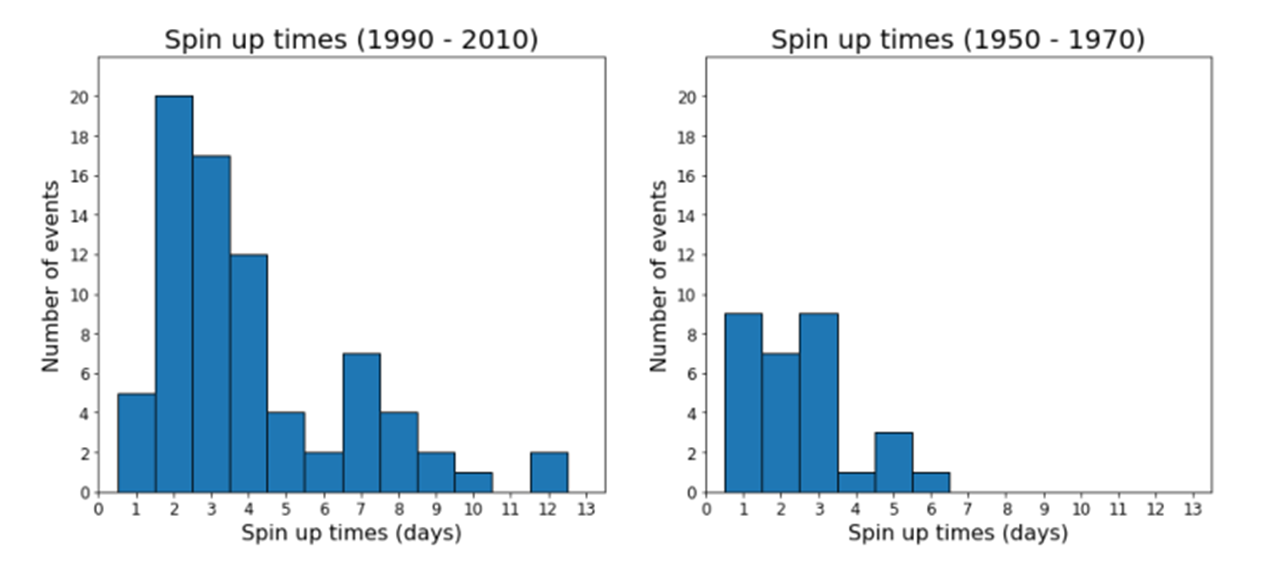 Spin up times (1990 - 2010)
20
18
16
14
12
10
8
6
4
2
0
Number of events
0 1 2 3 4 5 6 7 8 9 10 11 12 13
Spin up times (days)
Spin up times (1950 - 1970)
20
18
16
14
12
10
8
6
4
2
0
Number of events
0 1 2 3 4 5 6 7 8 9 10 11 12 13
Spin up times (days)